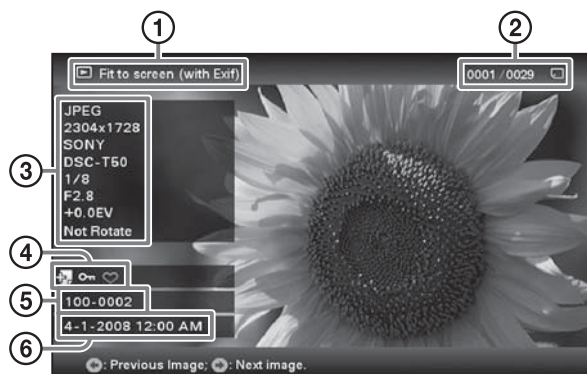 1
2
Fit to screen (with Exif)
0001/0029
3
JPEG
2304x1728
SONY
DSC-T50
1/8
F2.8
+0.0EV
Not Rotate
4
5
100-0002
4-1-2008 12:00 AM
6
: Previous Image; : Next image.